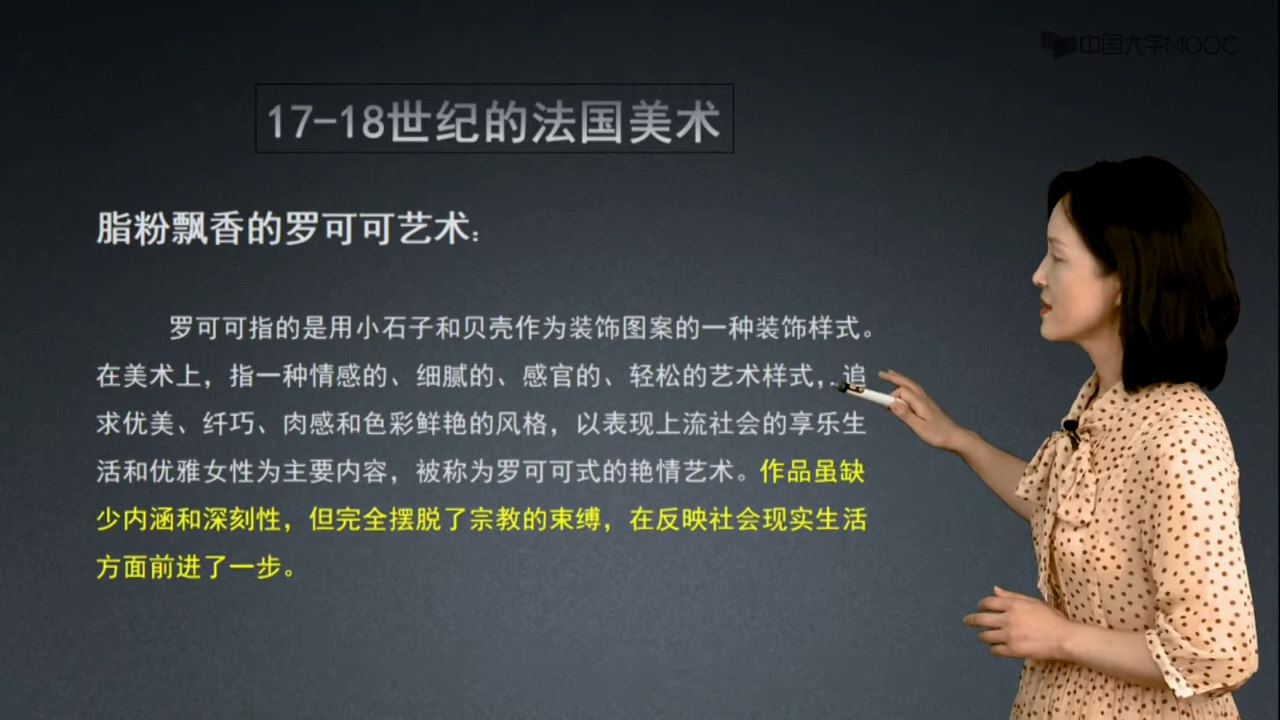 中国大学MOOC
17-18世纪的法国美术
脂粉飘香的罗可可艺术：
罗可可指的是用小石子和贝壳作为装饰图案的一种装饰样式。
在美术上，指一种情感的、细腻的、感官的、轻松的艺术样式，追
求优美、纤巧、肉感和色彩鲜艳的风格，以表现上流社会的享乐生
活和优雅女性为主要内容，被称为罗可可式的艳情艺术。作品虽缺
少内涵和深刻性，但完全摆脱了宗教的束缚，在反映社会现实生活
方面前进了一步。